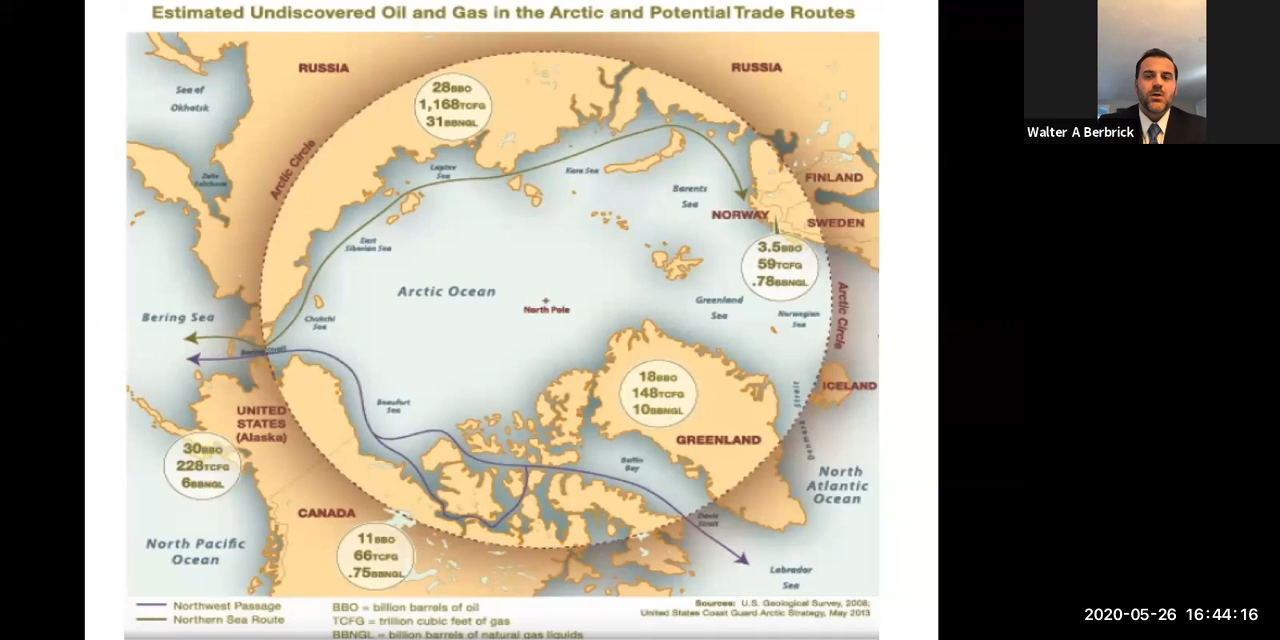 Estimated Undiscovered Oil and Gas in the Arctic and Potential Trade Routes
RUSSIA
RUSSIA
Sea of
Okhotsk
28BBO
1,168TCFG
31BBNGL
Walter A Berbrick
Arctic Circle
Laptev
Sea
Kara Sea
Barents
Sea
FINLAND
NORWAY
SWEDEN
East
Siberian Sea
3.5BBO
59TCFG
.78BBNGL
Arctic Ocean
North Pole
Greenland
Sea
Norwegian
Sea
Arctic Circle
Bering Sea
Chukchi
Sea
Bering Strait
18BBO
148TCFG
10BBNGL
ICELAND
Beaufort
Sea
UNITED
STATES
(Alaska)
GREENLAND
Denmark Strait
30BBO
228TCFG
6BBNGL
Baffin
Bay
North
Atlantic
Ocean
CANADA
Davis
Strait
11BBO
66TCFG
.75BBNGL
North Pacific
Ocean
Labrador
Sea
Northwest Passage
Northern Sea Route
BBO = billion barrels of oil
TCFG = trillion cubic feet of gas
BBNGL = billion barrels of natural gas liquids
Sources: U.S. Geological Survey, 2008;
United States Coast Guard Arctic Strategy, May 2013
2020-05-26 16:44:16